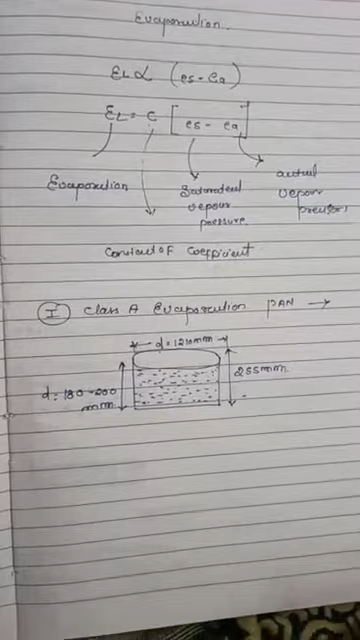 Evaporation.
EL ∝ (es - ea)
EL = C [es - ea]
Evaporation
Saturated vapour pressure
actual vapour pressure
Constant OF Coefficient
I Class A Evaporation PAN →
d = 1210mm
d = 180-200 mm
255mm